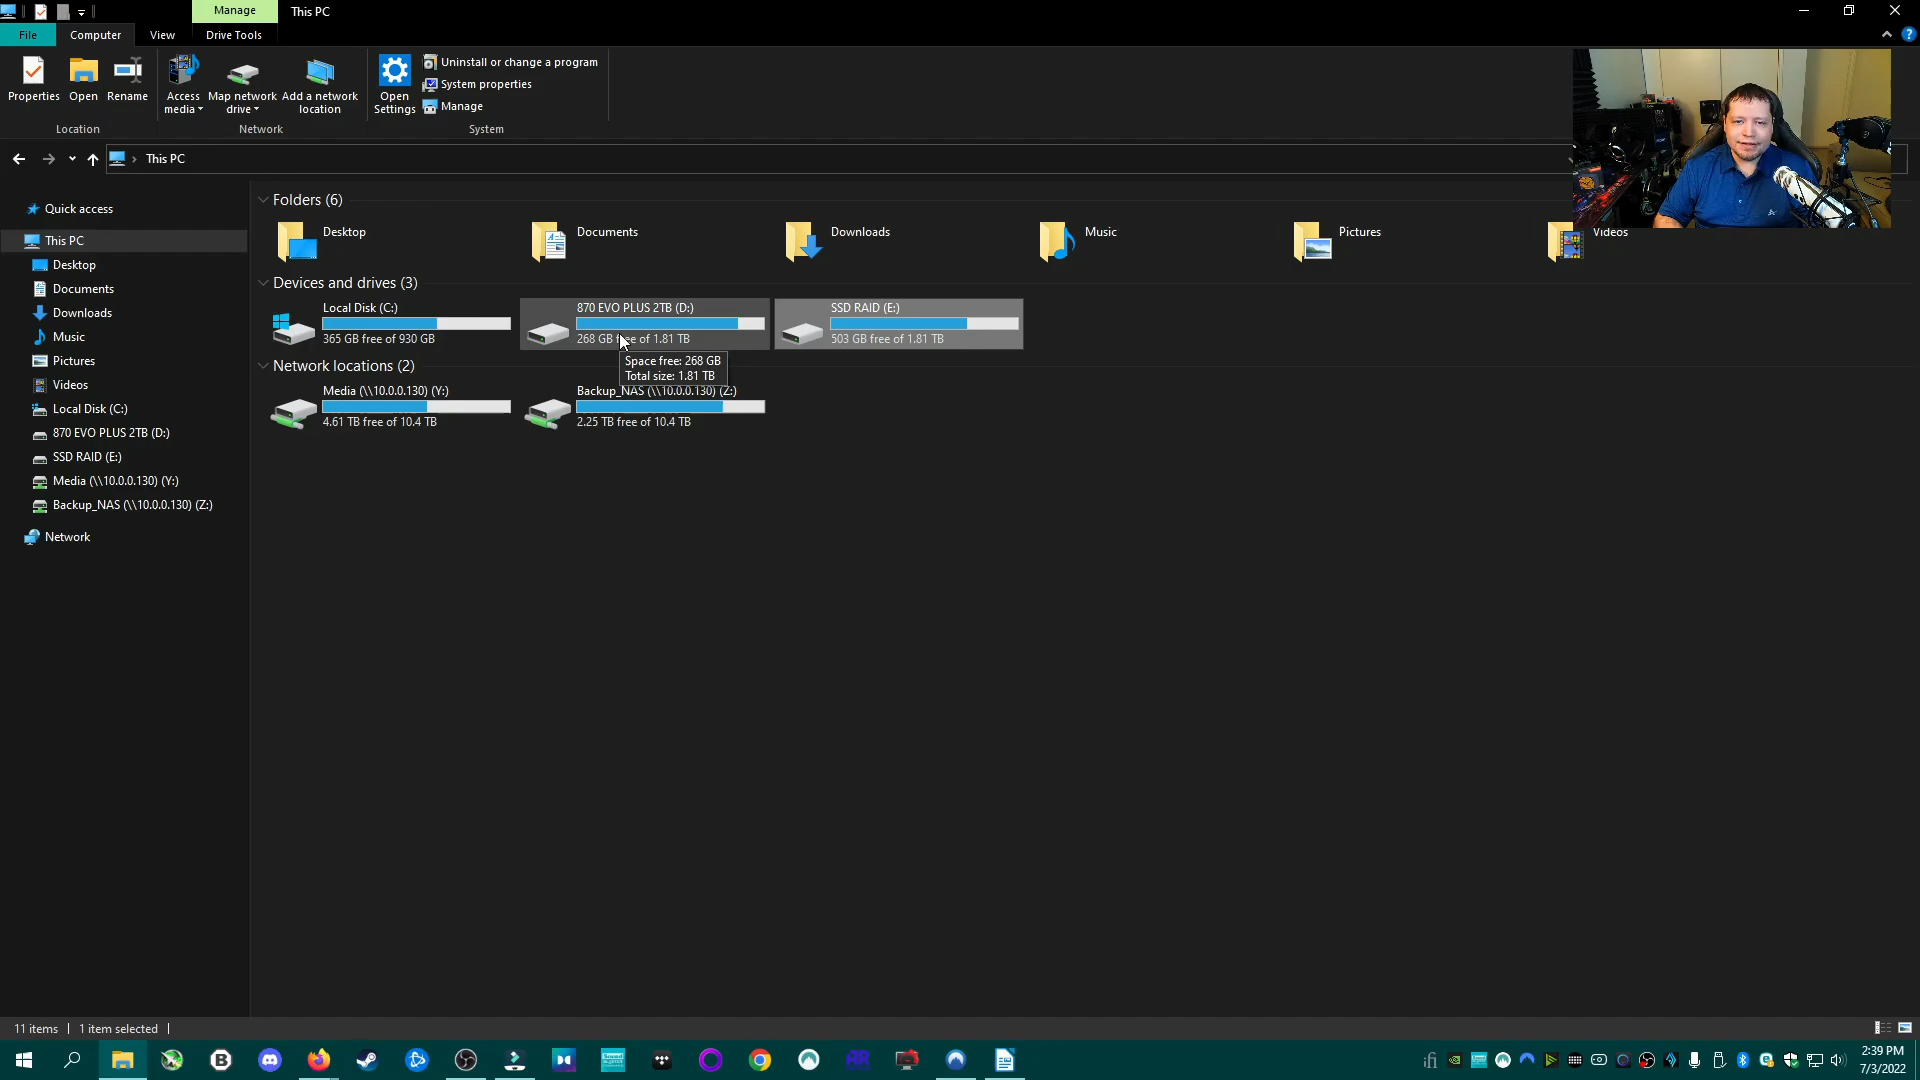 Manage
This PC
File
Computer
View
Drive Tools
Properties
Open
Rename
Access media
Map network drive
Add a network location
Open Settings
Uninstall or change a program
System properties
Manage
Location
Network
System
This PC
Quick access
This PC
Desktop
Documents
Downloads
Music
Pictures
Videos
Local Disk (C:)
870 EVO PLUS 2TB (D:)
SSD RAID (E:)
Media (\\10.0.0.130) (Y:)
Backup_NAS (\\10.0.0.130) (Z:)
Network
Folders (6)
Desktop
Documents
Downloads
Music
Pictures
Videos
Devices and drives (3)
Local Disk (C:)
365 GB free of 930 GB
870 EVO PLUS 2TB (D:)
268 GB free of 1.81 TB
SSD RAID (E:)
503 GB free of 1.81 TB
Space free: 268 GB
Total size: 1.81 TB
Network locations (2)
Media (\\10.0.0.130) (Y:)
4.61 TB free of 10.4 TB
Backup_NAS (\\10.0.0.130) (Z:)
2.25 TB free of 10.4 TB
11 items
1 item selected
2:39 PM
7/3/2022